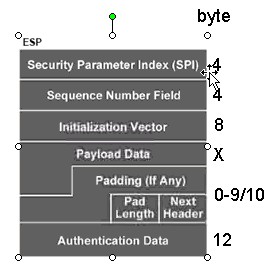 byte
ESP
Security Parameter Index (SPI) 4
Sequence Number Field 4
Initialization Vector 8
Payload Data X
Padding (If Any)
0-9/10
Pad Length Next Header
Authentication Data 12